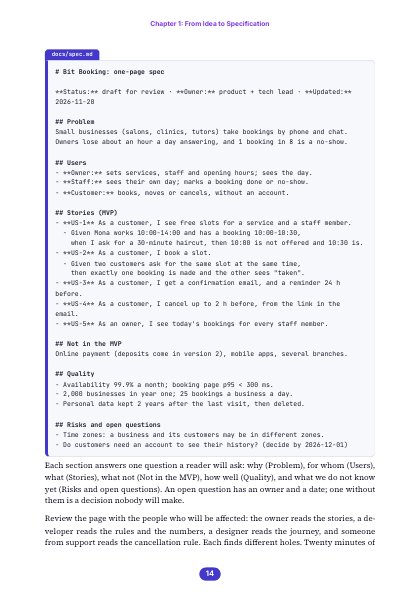 Chapter 1: From Idea to Specification
docs/spec.md
# Bit Booking: one-page spec
**Status:** draft for review · **Owner:** product + tech lead · **Updated:**
2026-11-20
## Problem
Small businesses (salons, clinics, tutors) take bookings by phone and chat.
Owners lose about an hour a day answering, and 1 booking in 8 is a no-show.
## Users
- **Owner:** sets services, staff and opening hours; sees the day.
- **Staff:** sees their own day; marks a booking done or no-show.
- **Customer:** books, moves or cancels, without an account.
## Stories (MVP)
- **US-1** As a customer, I see free slots for a service and a staff member.
- Given Mona works 10:00-14:00 and has a booking 10:00-10:30,
when I ask for a 30-minute haircut, then 10:00 is not offered and 10:30 is.
- **US-2** As a customer, I book a slot.
- Given two customers ask for the same slot at the same time,
then exactly one booking is made and the other sees "taken".
- **US-3** As a customer, I get a confirmation email, and a reminder 24 h
before.
- **US-4** As a customer, I cancel up to 2 h before, from the link in the
email.
- **US-5** As an owner, I see today's bookings for every staff member.
## Not in the MVP
Online payment (deposits come in version 2), mobile apps, several branches.
## Quality
- Availability 99.9% a month; booking page p95 < 300 ms.
- 2,000 businesses in year one; 25 bookings a business a day.
- Personal data kept 2 years after the last visit, then deleted.
## Risks and open questions
- Time zones: a business and its customers may be in different zones.
- Do customers need an account to see their history? (decide by 2026-12-01)
Each section answers one question a reader will ask: why (Problem), for whom (Users),
what (Stories), what not (Not in the MVP), how well (Quality), and what we do not know
yet (Risks and open questions). An open question has an owner and a date; one without
them is a decision nobody will make.
Review the page with the people who will be affected: the owner reads the stories, a de-
veloper reads the rules and the numbers, a designer reads the journey, and someone
from support reads the cancellation rule. Each finds different holes. Twenty minutes of
14